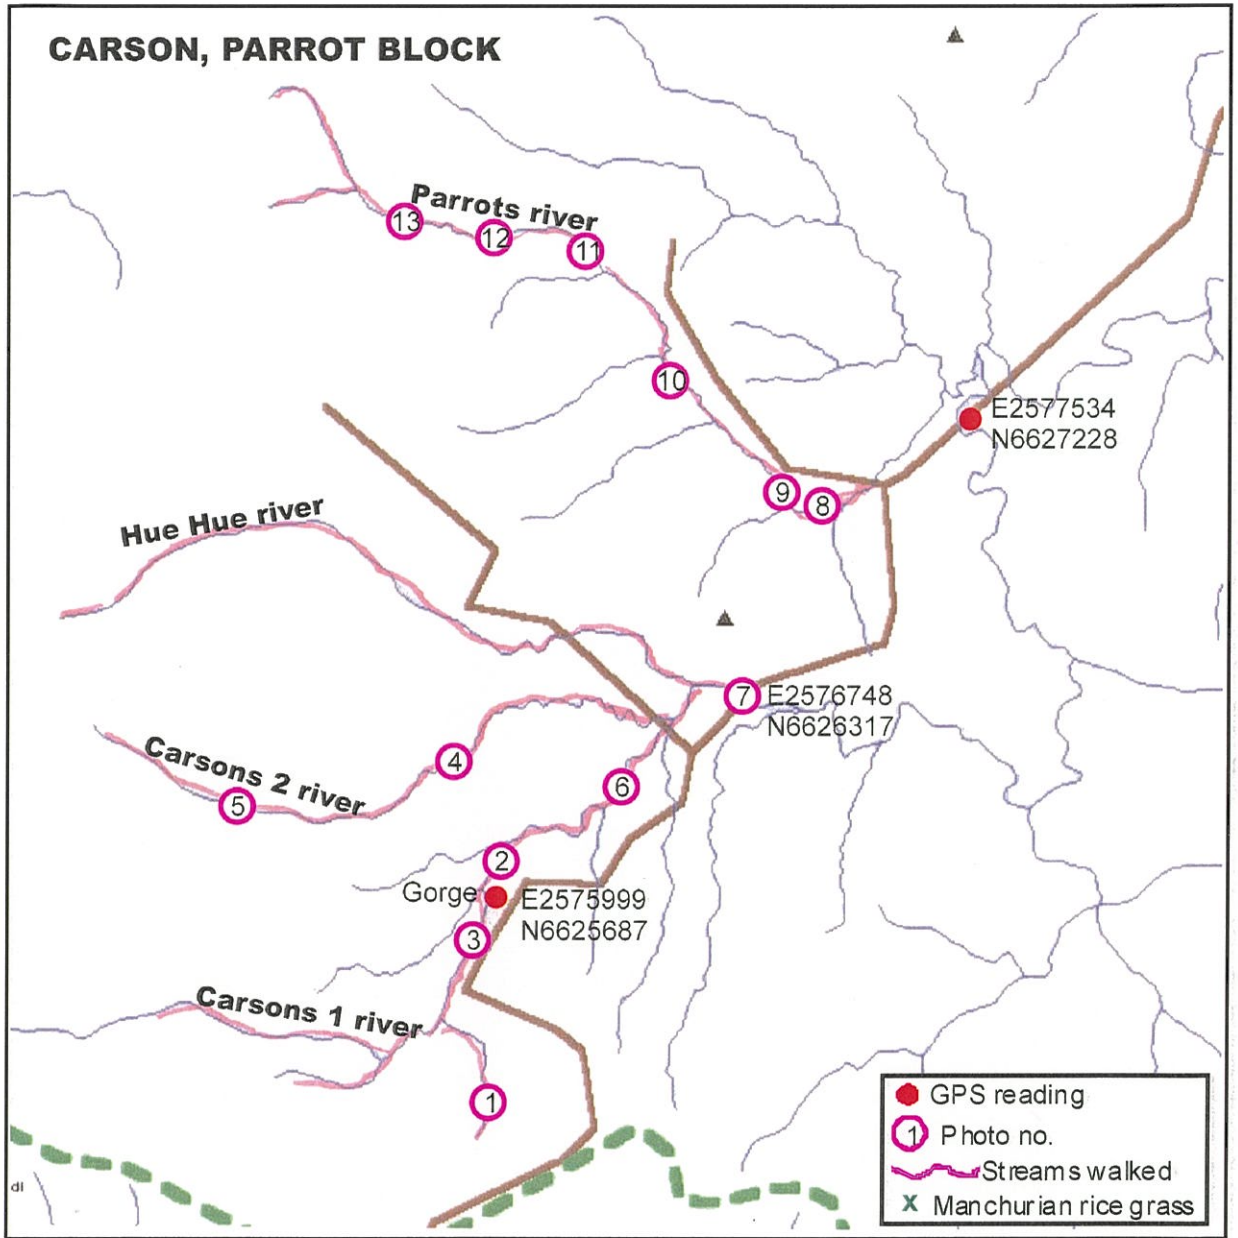 CARSON, PARROT BLOCK
Parrots river
13
12
11
10
E2577534
N6627228
9
8
Hue Hue river
7
E2576748
N6626317
Carsons 2 river
4
5
6
2
Gorge
E2575999
N6625687
3
Carsons 1 river
1
GPS reading
1 Photo no.
Streams walked
x Manchurian rice grass
di